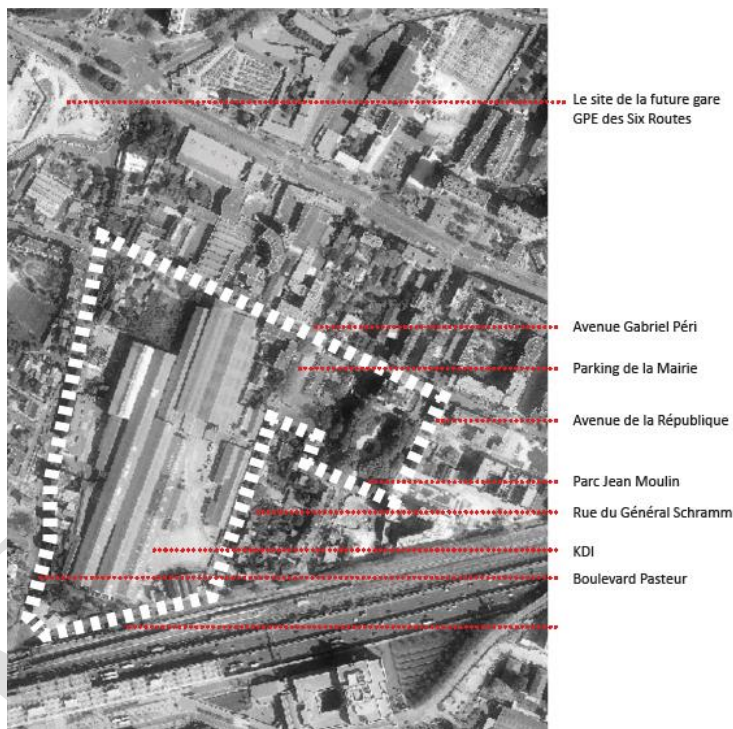 Le site de la future gare
GPE des Six Routes
Avenue Gabriel Péri
Parking de la Mairie
Avenue de la République
Parc Jean Moulin
Rue du Général Schramm
KDI
Boulevard Pasteur